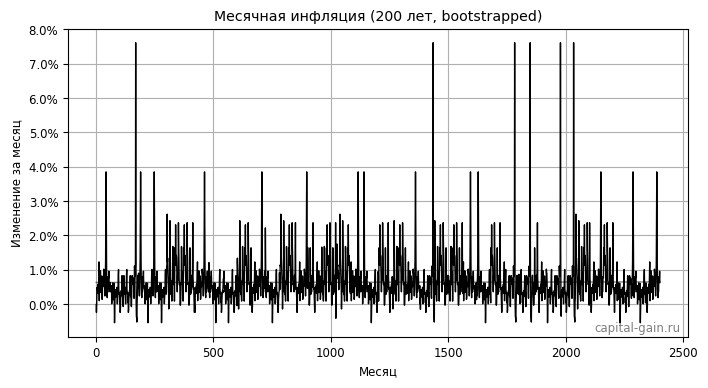 Месячная инфляция (200 лет, bootstrapped)
8.0%
7.0%
6.0%
5.0%
4.0%
3.0%
2.0%
1.0%
0.0%
Изменение за месяц
capital-gain.ru
0 500 1000 1500 2000 2500
Месяц